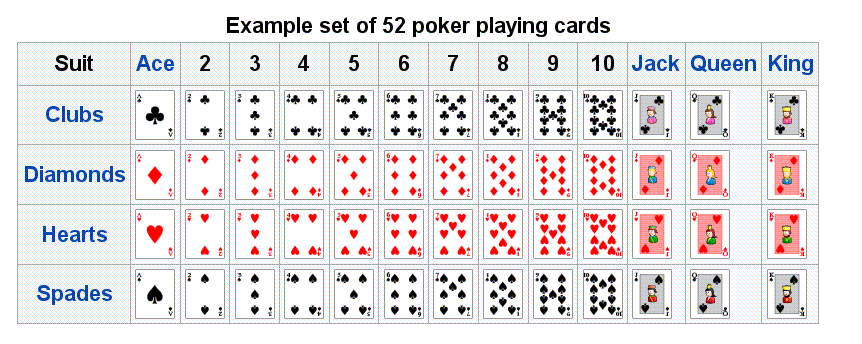 Example set of 52 poker playing cards
Suit Ace 2 3 4 5 6 7 8 9 10 Jack Queen King
Clubs
Diamonds
Hearts
Spades